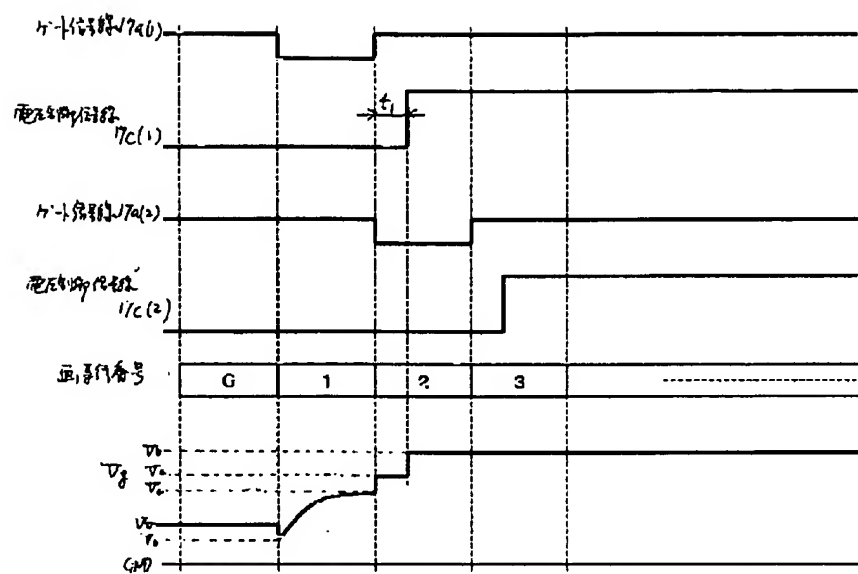 ゲート信号線17a(1)
t₁
電圧制御信号線
17c(1)
ゲート信号線17a(2)
電圧制御信号線
17c(2)
画素行番号
G 1 2 3
Vb
Vg
GND